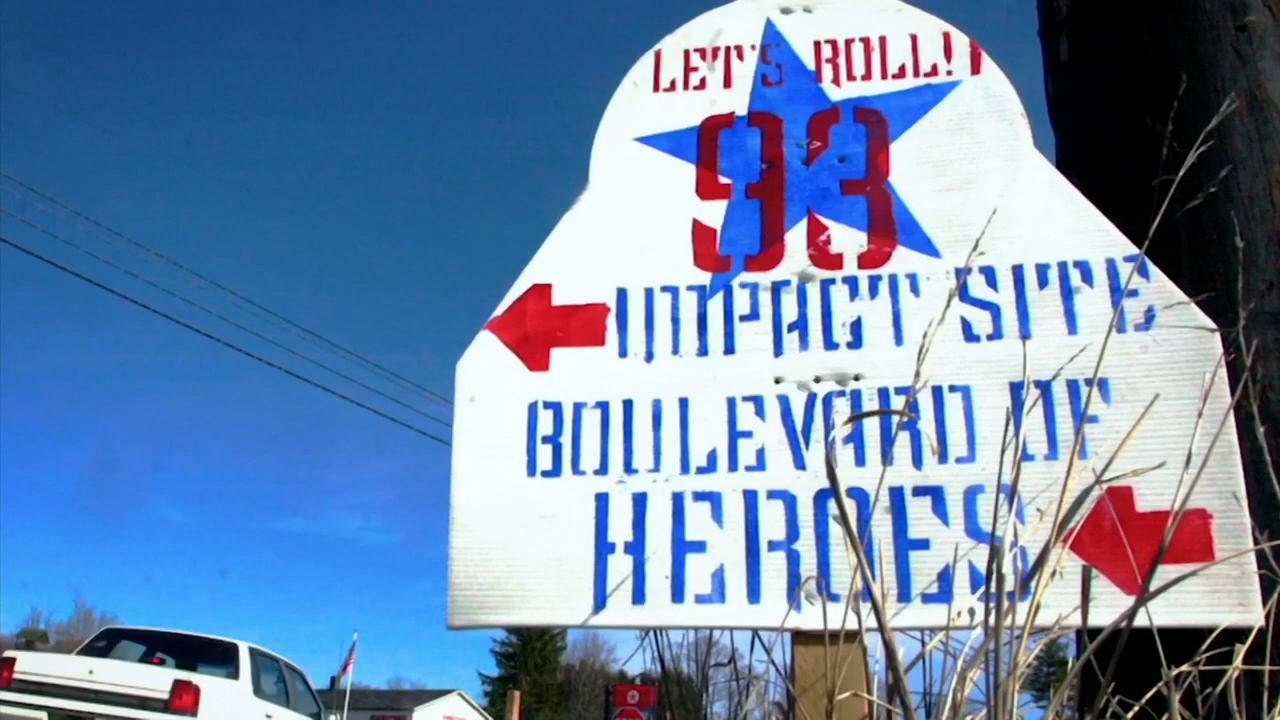 LET'S ROLL!!
93
IMPACT SITE
BOULEVARD OF
HEROES